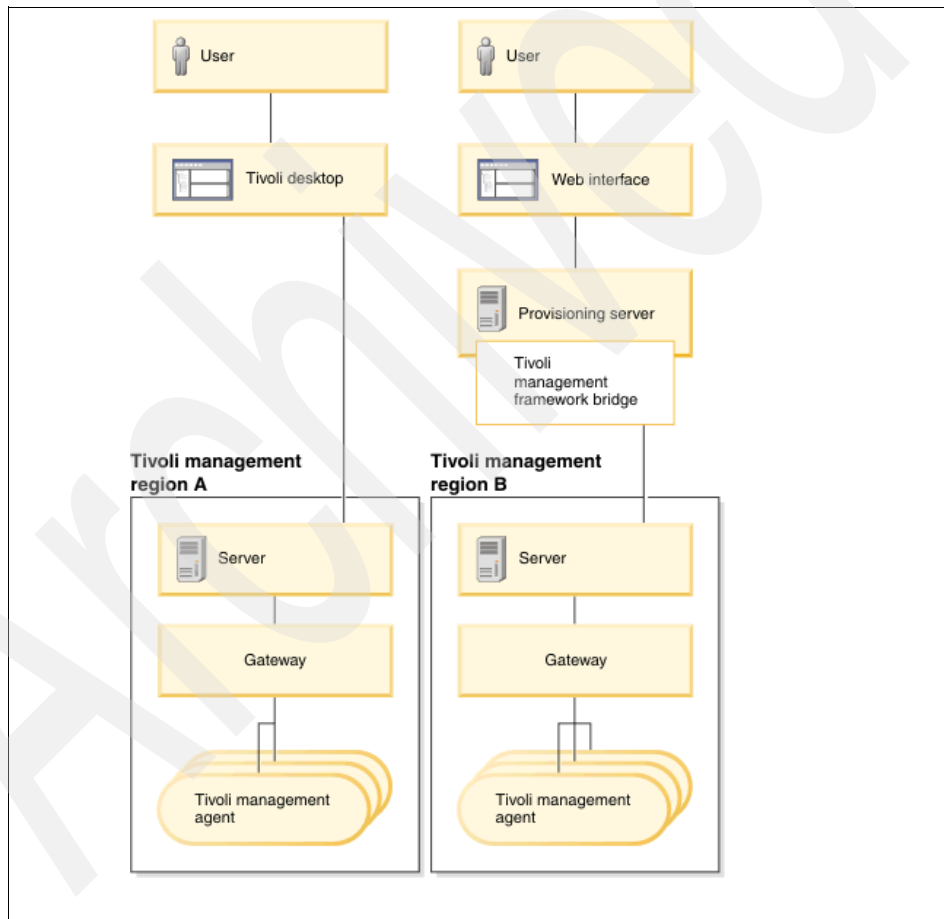 User
Tivoli desktop
User
Web interface
Provisioning server
Tivoli
management
framework bridge
Tivoli management
region A
Server
Gateway
Tivoli management
agent
Tivoli management
region B
Server
Gateway
Tivoli management
agent
Archived